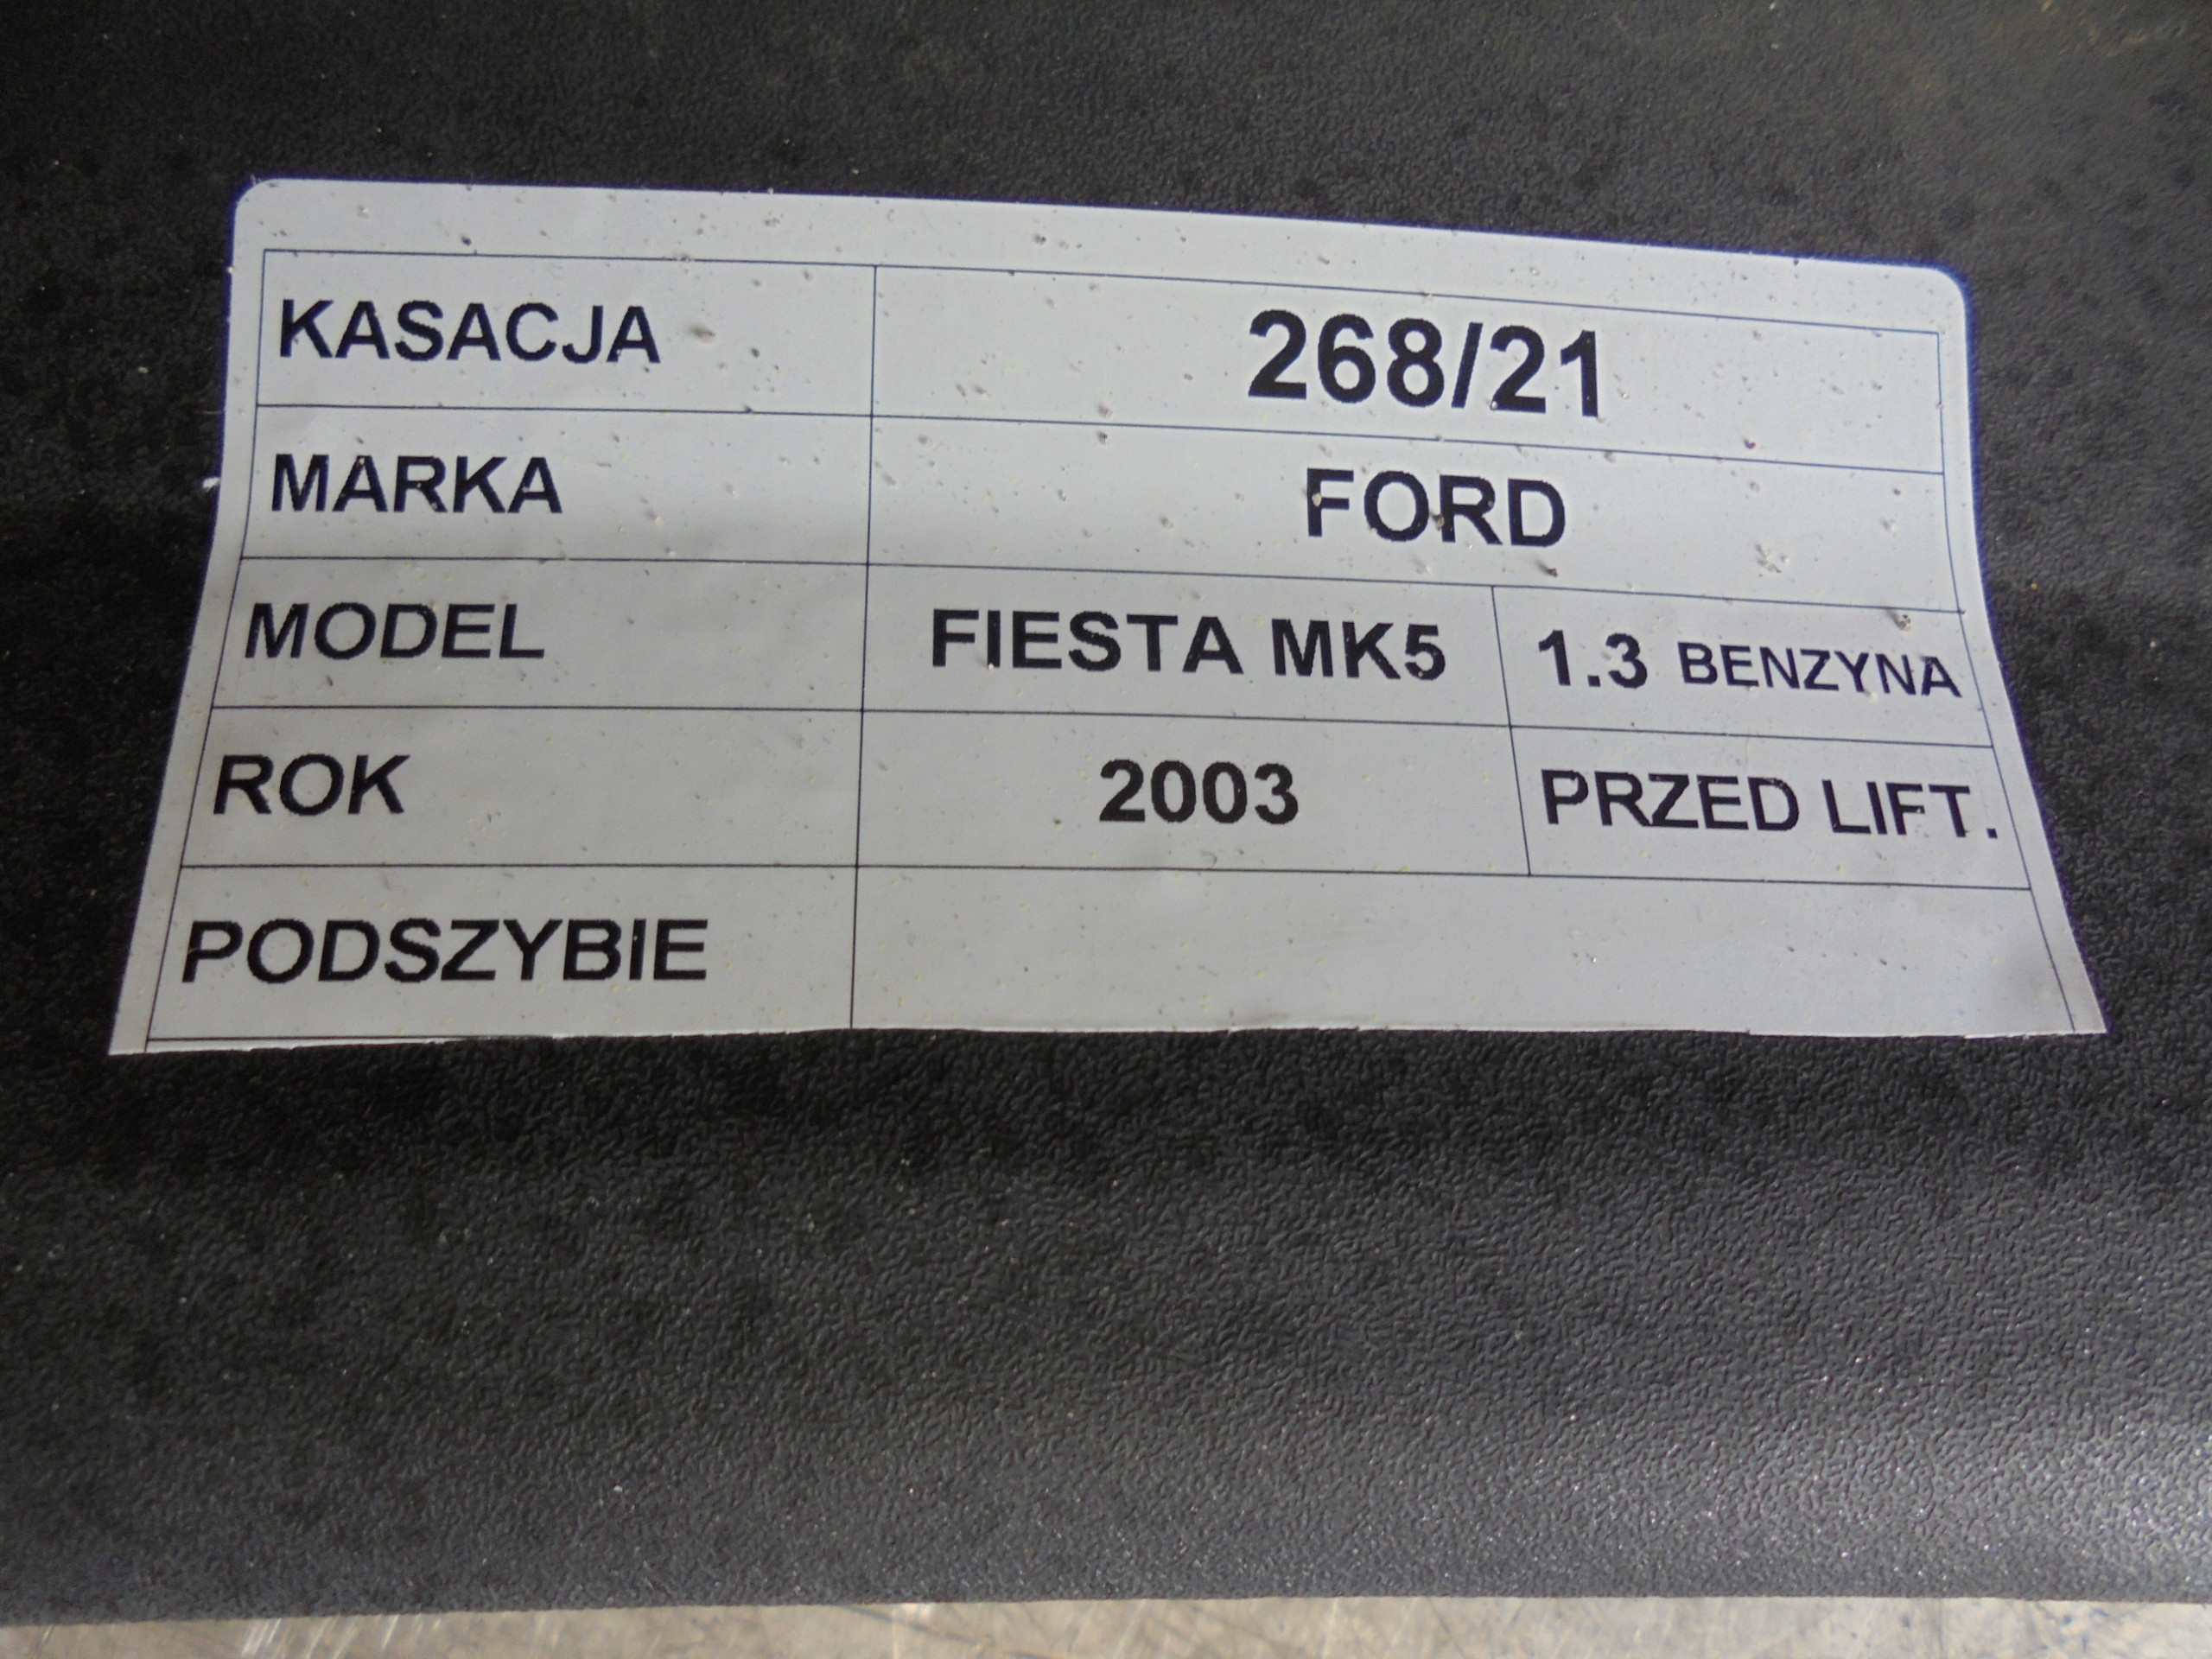 KASACJA 268/21
MARKA FORD
MODEL FIESTA MK5 1.3 BENZYNA
ROK 2003 PRZED LIFT.
PODSZYBIE